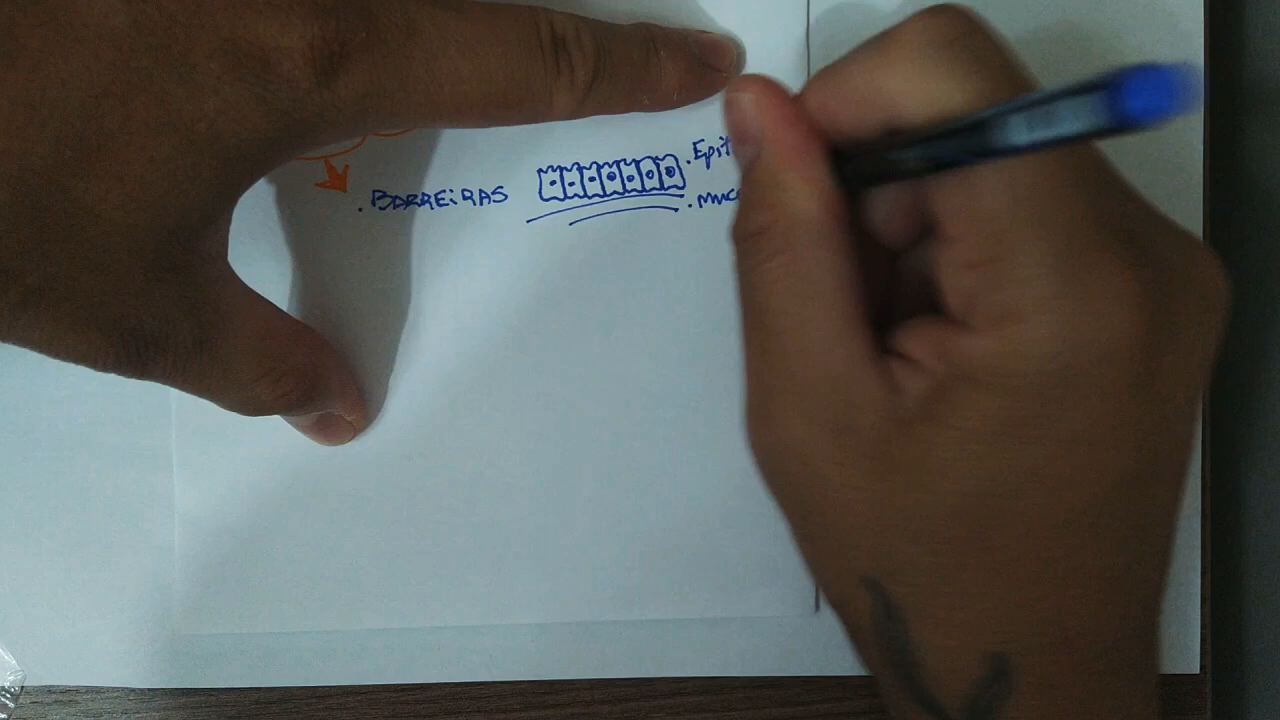 . BARREiRAS
. Epit
. muc